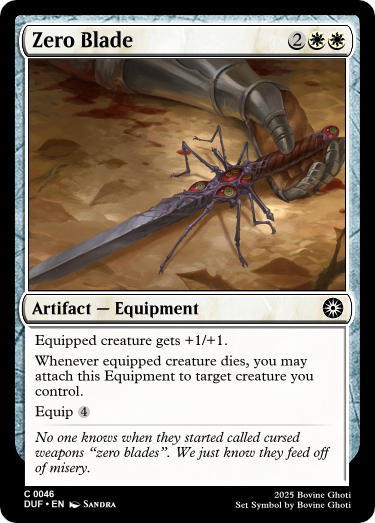 Zero Blade 2
Artifact — Equipment
Equipped creature gets +1/+1.
Whenever equipped creature dies, you may
attach this Equipment to target creature you
control.
Equip 4
No one knows when they started called cursed
weapons “zero blades”. We just know they feed off
of misery.
C 0046
DUF • EN Sandra
2025 Bovine Ghoti
Set Symbol by Bovine Ghoti